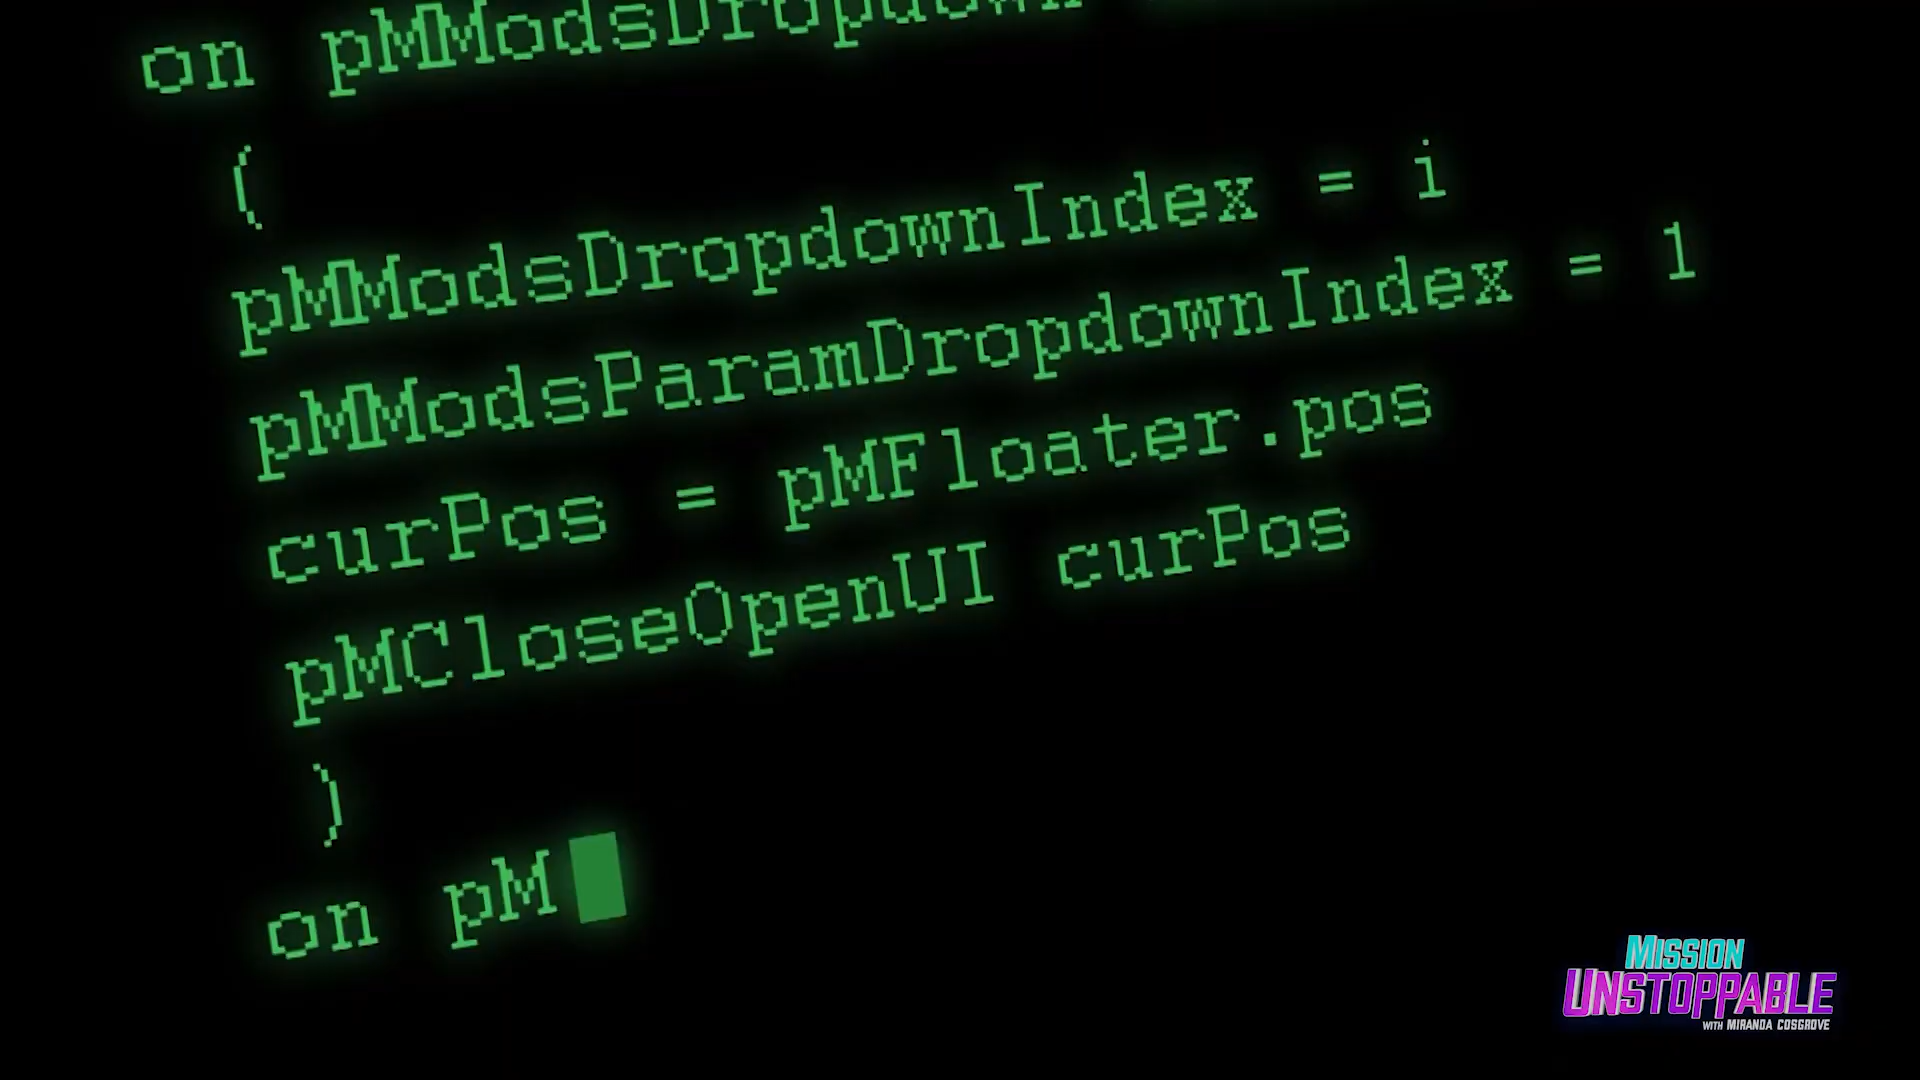 on pMModsDropdown
(
pMModsDropdownIndex = i
pMModsParamDropdownIndex = 1
curPos = pMFloater.pos
pMCloseOpenUI curPos
)
on pM
MISSION
UNSTOPPABLE
WITH MIRANDA COSGROVE